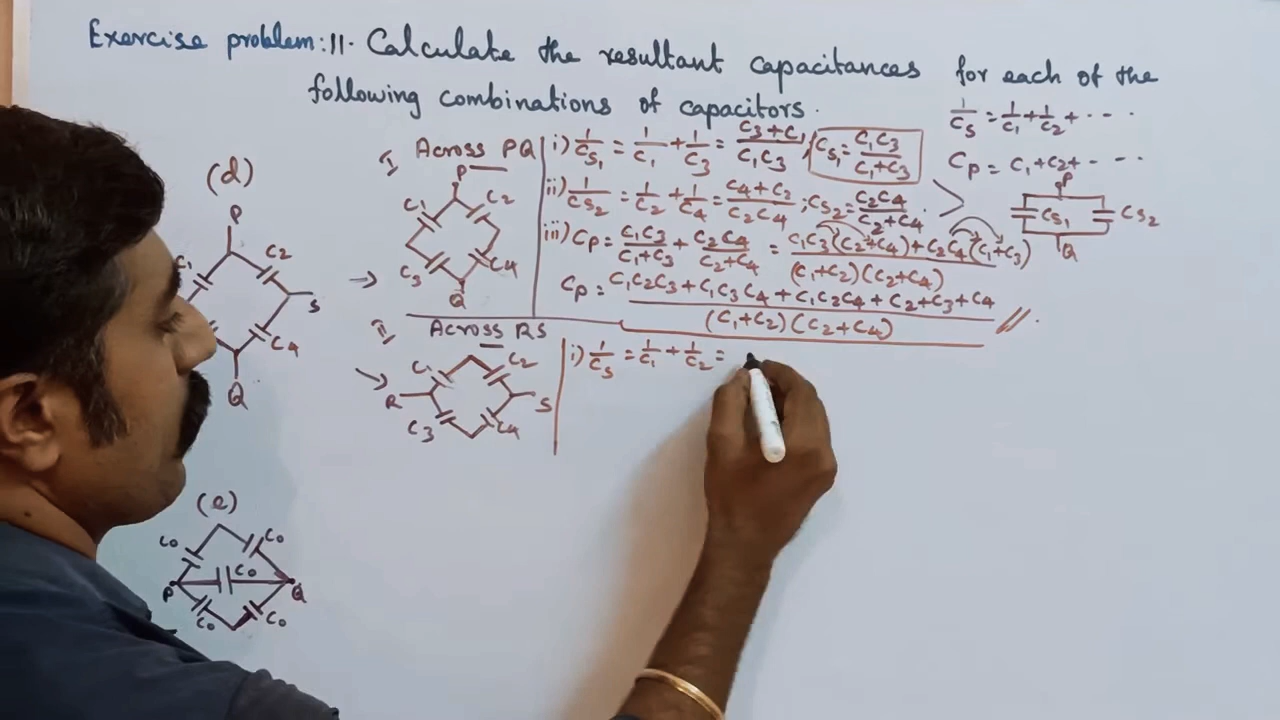 Exercise problem:11. Calculate the resultant capacitances for each of the
following combinations of capacitors.
1/Cs = 1/C1 + 1/C2 + - - -
Cp = C1 + C2 + - - -
(d)
P
C1
C2
S
C4
Q
I Across PQ
P
C1
C2
C3
C4
Q
i) 1/Cs1 = 1/C1 + 1/C3 = C3+C1/C1C3 , Cs1 = C1C3/C1+C3
ii) 1/Cs2 = 1/C2 + 1/C4 = C4+C2/C2C4 ; Cs2 = C2C4/C2+C4
iii) Cp = C1C3/C1+C3 + C2C4/C2+C4 = C1C3(C2+C4)+C2C4(C1+C3)/(C1+C2)(C2+C4)
Cp = C1C2C3+C1C3C4+C1C2C4+C2+C3+C4/(C1+C2)(C2+C4) //.
P
Cs1
Cs2
Q
II Across RS
C1
C2
R
S
C3
C4
i) 1/Cs = 1/C1 + 1/C2 =
(e)
C0
C0
C0
P
Q
C0
C0